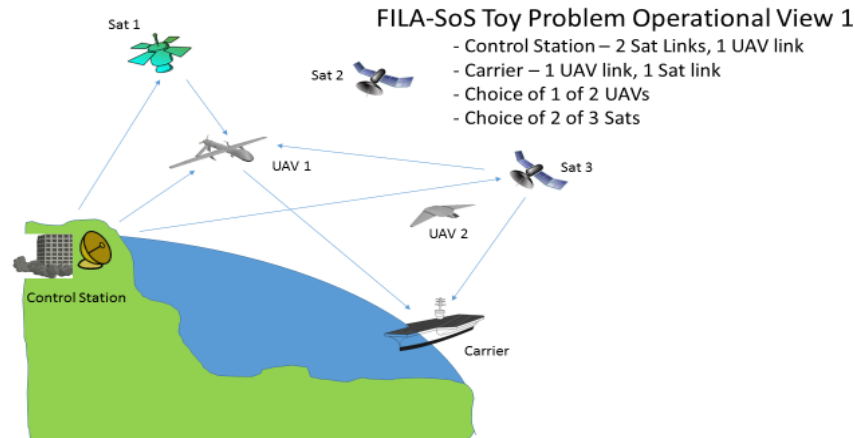 FILA-SoS Toy Problem Operational View 1
- Control Station – 2 Sat Links, 1 UAV link
- Carrier – 1 UAV link, 1 Sat link
- Choice of 1 of 2 UAVs
- Choice of 2 of 3 Sats
Sat 1
Sat 2
UAV 1
Sat 3
UAV 2
Control Station
Carrier